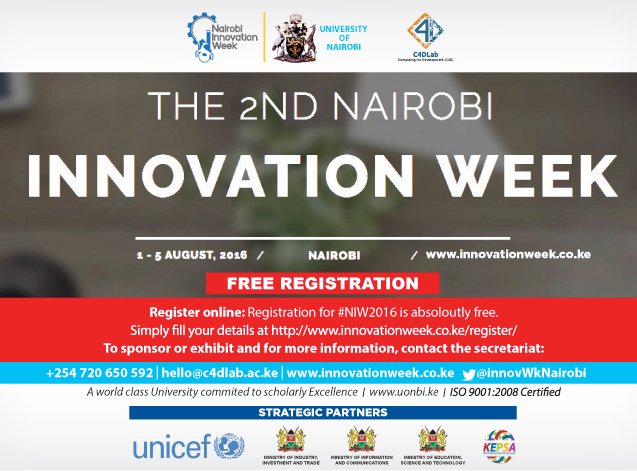 Nairobi
Innovation
Week
UNIVERSITY
OF
NAIROBI
C4DLab
Computing for Development (C4D)
THE 2ND NAIROBI
INNOVATION WEEK
1 - 5 AUGUST, 2016 / NAIROBI / www.innovationweek.co.ke
FREE REGISTRATION
Register online: Registration for #NIW2016 is absoloutly free.
Simply fill your details at http://www.innovationweek.co.ke/register/
To sponsor or exhibit and for more information, contact the secretariat:
+254 720 650 592 | hello@c4dlab.ac.ke | www.innovationweek.co.ke @innovWkNairobi
A world class University commited to scholarly Excellence | www.uonbi.ke | ISO 9001:2008 Certified
STRATEGIC PARTNERS
unicef
MINISTRY OF INDUSTRY,
INVESTMENT AND TRADE
MINISTRY OF INFORMATION
AND COMMUNICATIONS
MINISTRY OF EDUCATION,
SCIENCE AND TECHNOLOGY
KEPSA